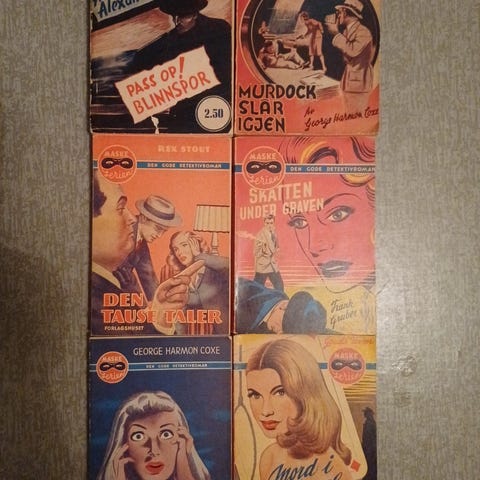 PASS OP!
BLINNSPOR
2.50
MURDOCK
SLÅR
IGJEN
Av
George Harmon Coxe
REX STOUT
MASKE
Serien
DEN GODE DETEKTIVROMAN
DEN
TAUSE TALER
FORLAGSHUSET
MASKE
Serien
DEN GODE DETEKTIVROMAN
SKATTEN
UNDER GRAVEN
Frank
Gruber
GEORGE HARMON COXE
MASKE
Serien
DEN GODE DETEKTIVROMAN
MASKE
Serien
Mord i